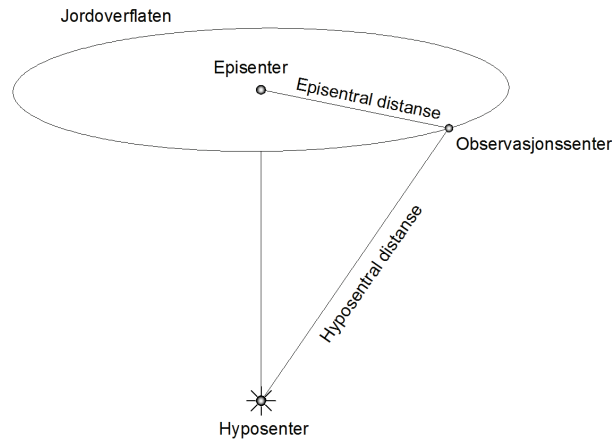 Jordoverflaten
Episenter
Episentral distanse
Observasjonssenter
Hyposentral distanse
Hyposenter